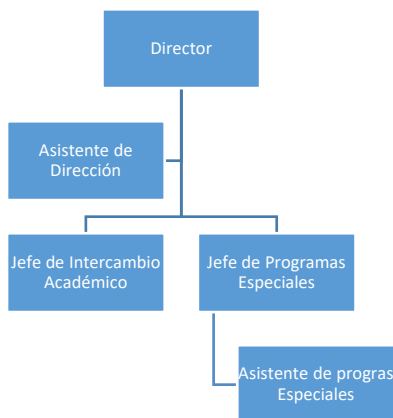 Director
Asistente de
Dirección
Jefe de Intercambio
Académico
Jefe de Programas
Especiales
Asistente de progras
Especiales